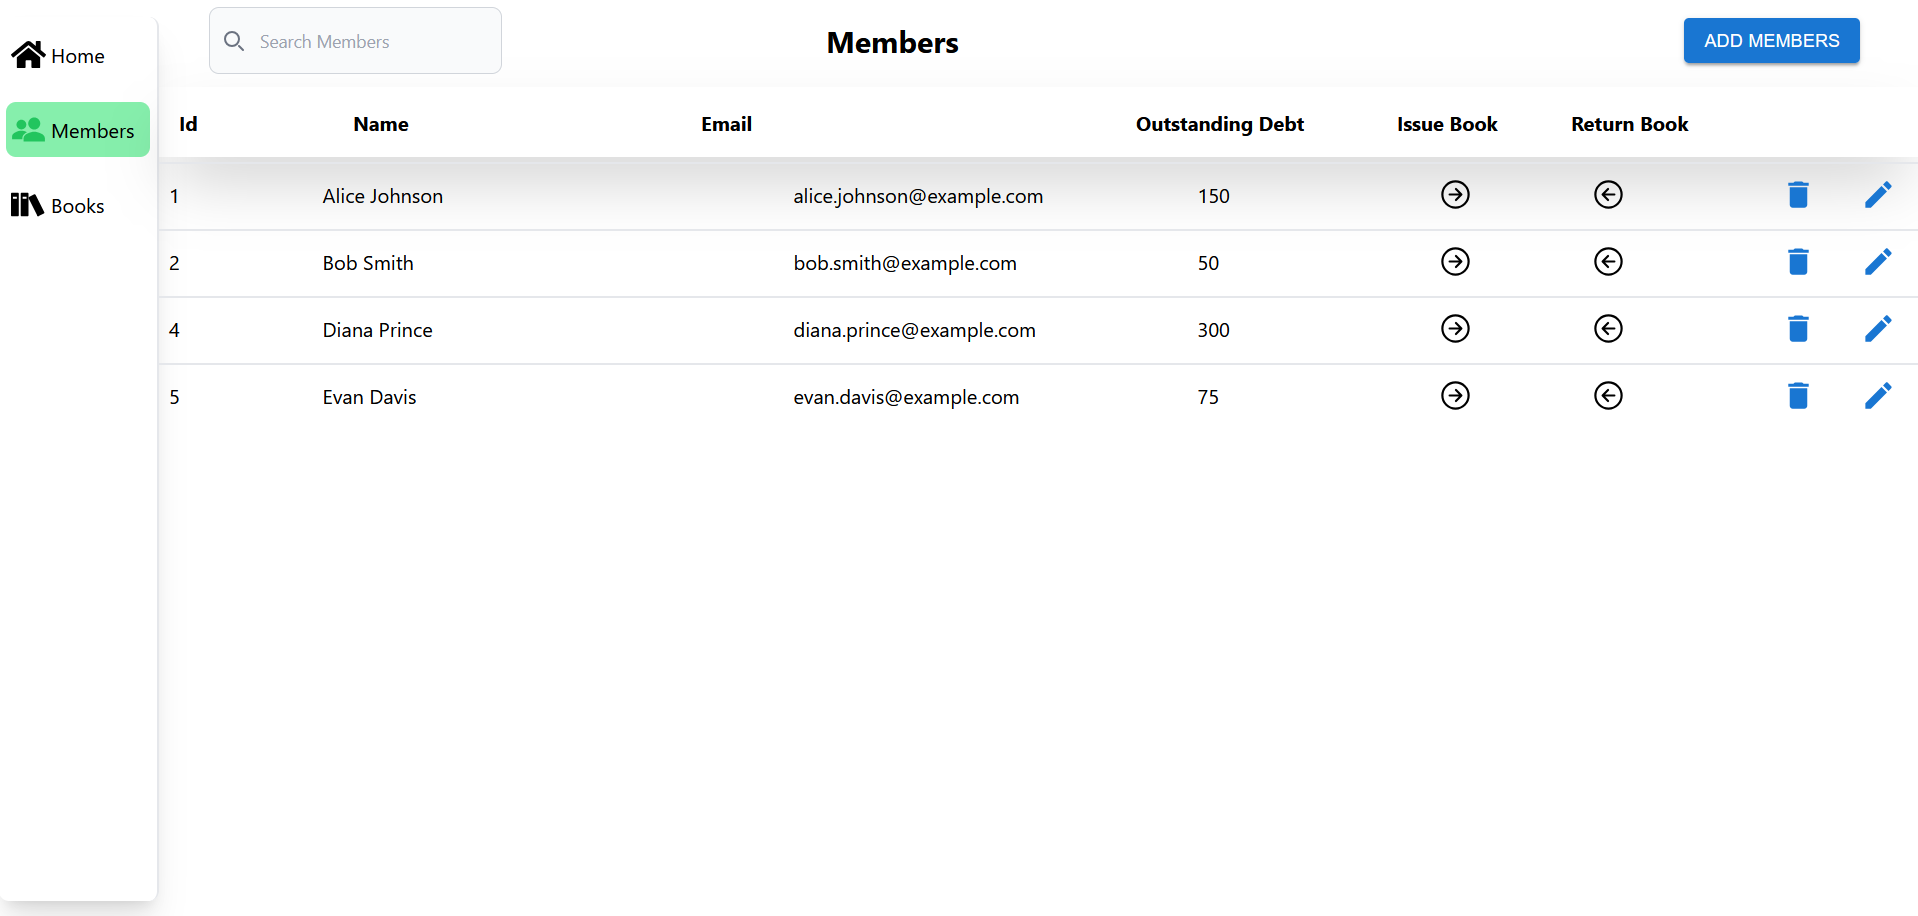 Home
Members
Books
Search Members
Members
ADD MEMBERS
Id Name Email Outstanding Debt Issue Book Return Book
1 Alice Johnson alice.johnson@example.com 150
2 Bob Smith bob.smith@example.com 50
4 Diana Prince diana.prince@example.com 300
5 Evan Davis evan.davis@example.com 75